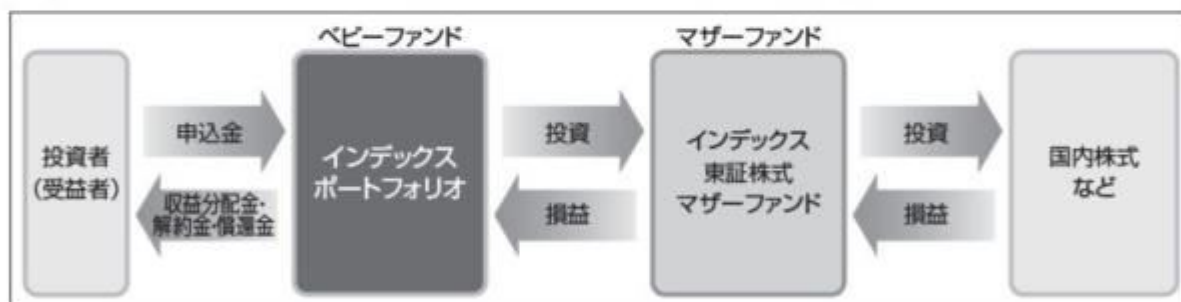 ベビーファンド
マザーファンド
投資者
(受益者)
申込金
収益分配金・
解約金・償還金
インデックス
ポートフォリオ
投資
損益
インデックス
東証株式
マザーファンド
投資
損益
国内株式
など